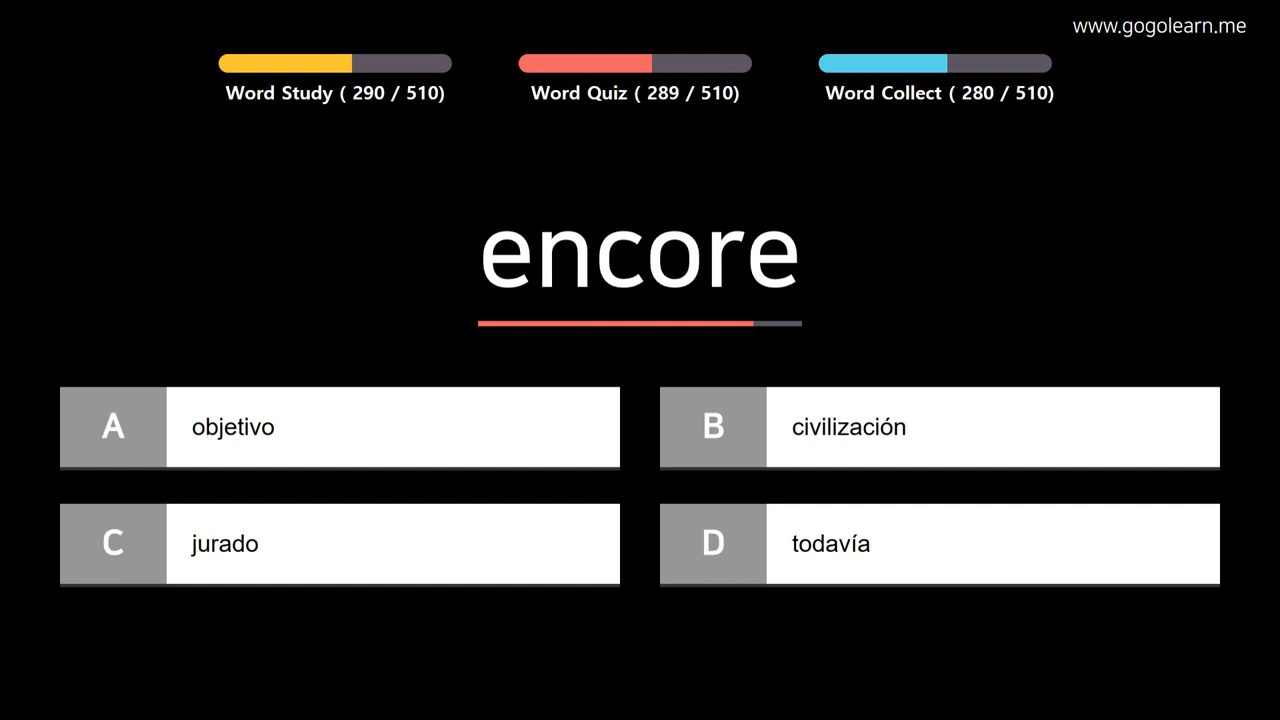 www.gogolearn.me
Word Study ( 290 / 510)
Word Quiz ( 289 / 510)
Word Collect ( 280 / 510)
encore
A objetivo
B civilización
C jurado
D todavía